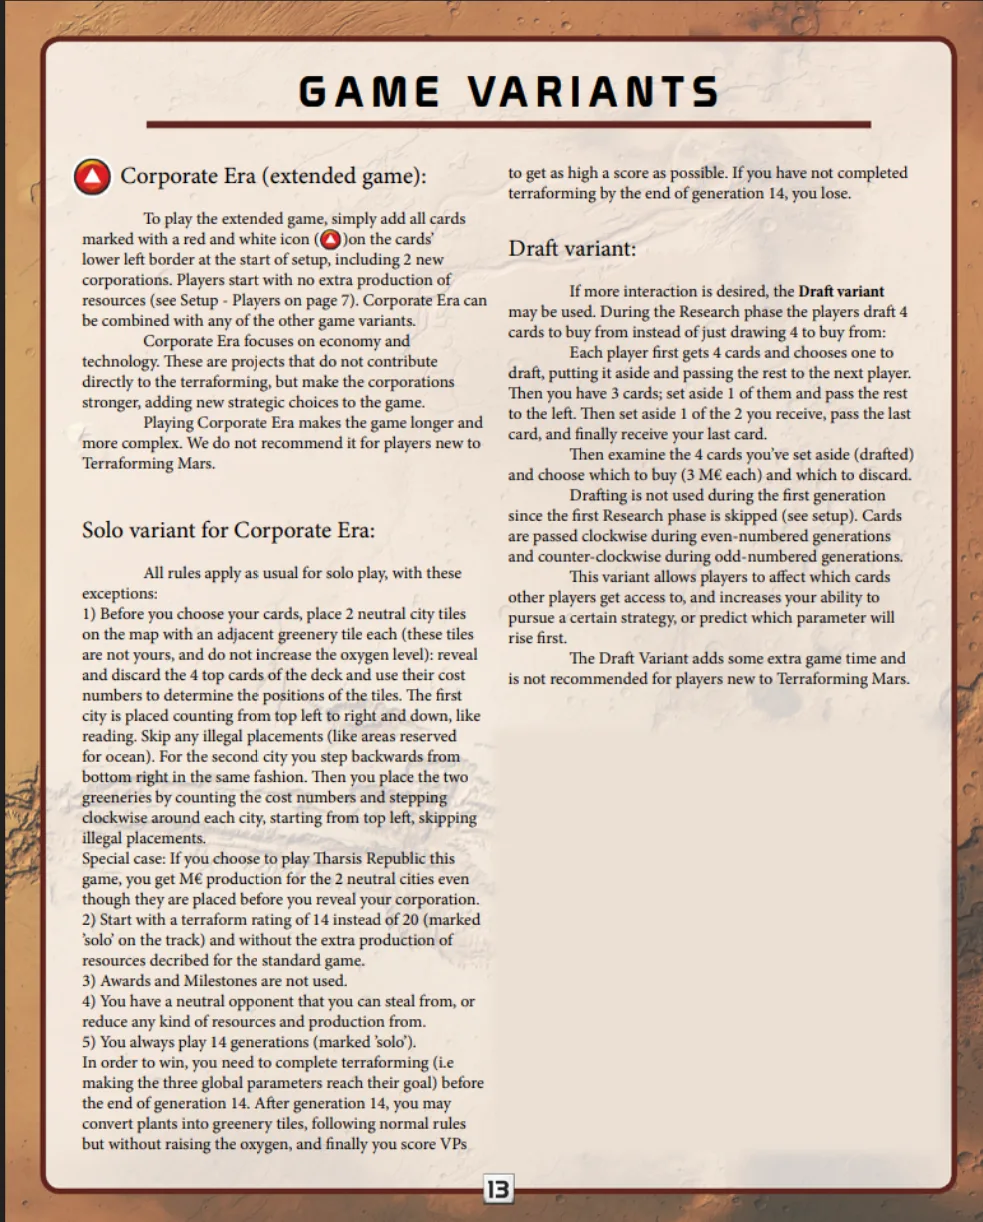 GAME VARIANTS
Corporate Era (extended game):
To play the extended game, simply add all cards
marked with a red and white icon ( )on the cards'
lower left border at the start of setup, including 2 new
corporations. Players start with no extra production of
resources (see Setup - Players on page 7). Corporate Era can
be combined with any of the other game variants.
Corporate Era focuses on economy and
technology. These are projects that do not contribute
directly to the terraforming, but make the corporations
stronger, adding new strategic choices to the game.
Playing Corporate Era makes the game longer and
more complex. We do not recommend it for players new to
Terraforming Mars.
Solo variant for Corporate Era:
All rules apply as usual for solo play, with these
exceptions:
1) Before you choose your cards, place 2 neutral city tiles
on the map with an adjacent greenery tile each (these tiles
are not yours, and do not increase the oxygen level): reveal
and discard the 4 top cards of the deck and use their cost
numbers to determine the positions of the tiles. The first
city is placed counting from top left to right and down, like
reading. Skip any illegal placements (like areas reserved
for ocean). For the second city you step backwards from
bottom right in the same fashion. Then you place the two
greeneries by counting the cost numbers and stepping
clockwise around each city, starting from top left, skipping
illegal placements.
Special case: If you choose to play Tharsis Republic this
game, you get M€ production for the 2 neutral cities even
though they are placed before you reveal your corporation.
2) Start with a terraform rating of 14 instead of 20 (marked
'solo' on the track) and without the extra production of
resources decribed for the standard game.
3) Awards and Milestones are not used.
4) You have a neutral opponent that you can steal from, or
reduce any kind of resources and production from.
5) You always play 14 generations (marked 'solo').
In order to win, you need to complete terraforming (i.e
making the three global parameters reach their goal) before
the end of generation 14. After generation 14, you may
convert plants into greenery tiles, following normal rules
but without raising the oxygen, and finally you score VPs
to get as high a score as possible. If you have not completed
terraforming by the end of generation 14, you lose.
Draft variant:
If more interaction is desired, the Draft variant
may be used. During the Research phase the players draft 4
cards to buy from instead of just drawing 4 to buy from:
Each player first gets 4 cards and chooses one to
draft, putting it aside and passing the rest to the next player.
Then you have 3 cards; set aside 1 of them and pass the rest
to the left. Then set aside 1 of the 2 you receive, pass the last
card, and finally receive your last card.
Then examine the 4 cards you've set aside (drafted)
and choose which to buy (3 M€ each) and which to discard.
Drafting is not used during the first generation
since the first Research phase is skipped (see setup). Cards
are passed clockwise during even-numbered generations
and counter-clockwise during odd-numbered generations.
This variant allows players to affect which cards
other players get access to, and increases your ability to
pursue a certain strategy, or predict which parameter will
rise first.
The Draft Variant adds some extra game time and
is not recommended for players new to Terraforming Mars.
13